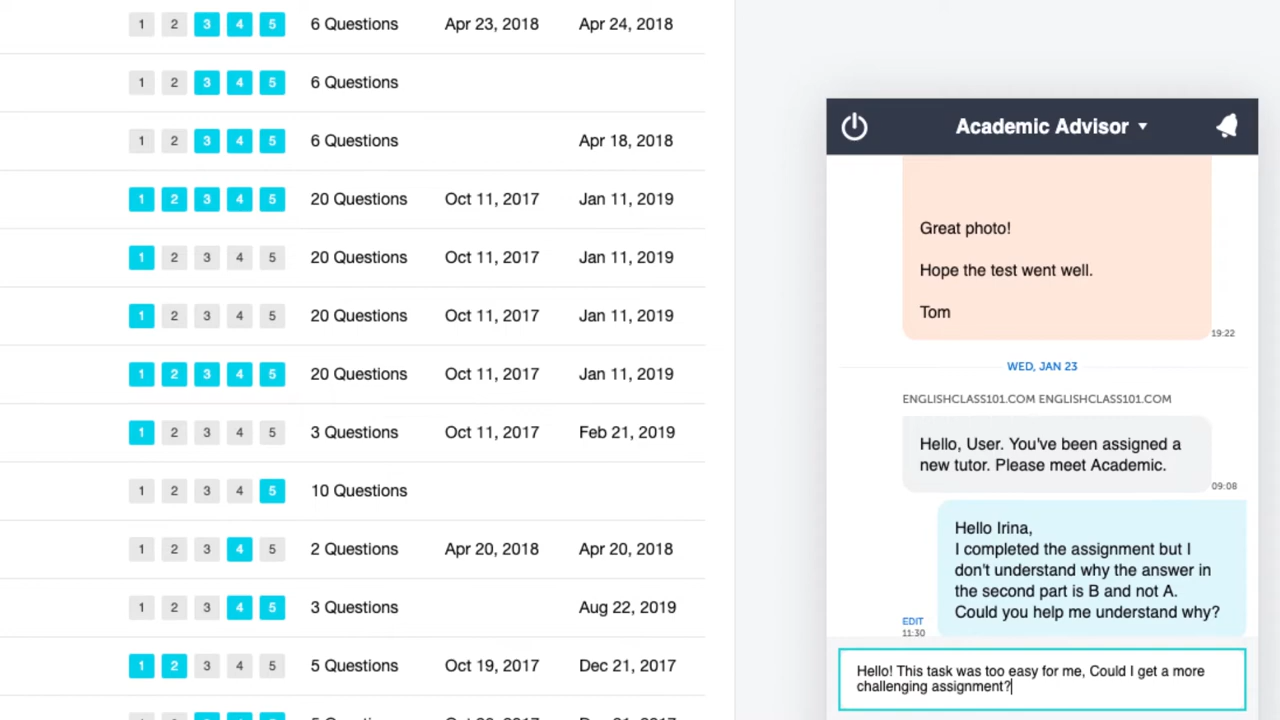 1 2 3 4 5 6 Questions Apr 23, 2018 Apr 24, 2018
1 2 3 4 5 6 Questions
1 2 3 4 5 6 Questions Apr 18, 2018
1 2 3 4 5 20 Questions Oct 11, 2017 Jan 11, 2019
1 2 3 4 5 20 Questions Oct 11, 2017 Jan 11, 2019
1 2 3 4 5 20 Questions Oct 11, 2017 Jan 11, 2019
1 2 3 4 5 20 Questions Oct 11, 2017 Jan 11, 2019
1 2 3 4 5 3 Questions Oct 11, 2017 Feb 21, 2019
1 2 3 4 5 10 Questions
1 2 3 4 5 2 Questions Apr 20, 2018 Apr 20, 2018
1 2 3 4 5 3 Questions Aug 22, 2019
1 2 3 4 5 5 Questions Oct 19, 2017 Dec 21, 2017
Academic Advisor
Great photo!
Hope the test went well.
Tom
19:22
WED, JAN 23
ENGLISHCLASS101.COM ENGLISHCLASS101.COM
Hello, User. You've been assigned a
new tutor. Please meet Academic.
09:08
Hello Irina,
I completed the assignment but I
don't understand why the answer in
the second part is B and not A.
Could you help me understand why?
EDIT
11:30
Hello! This task was too easy for me, Could I get a more
challenging assignment?